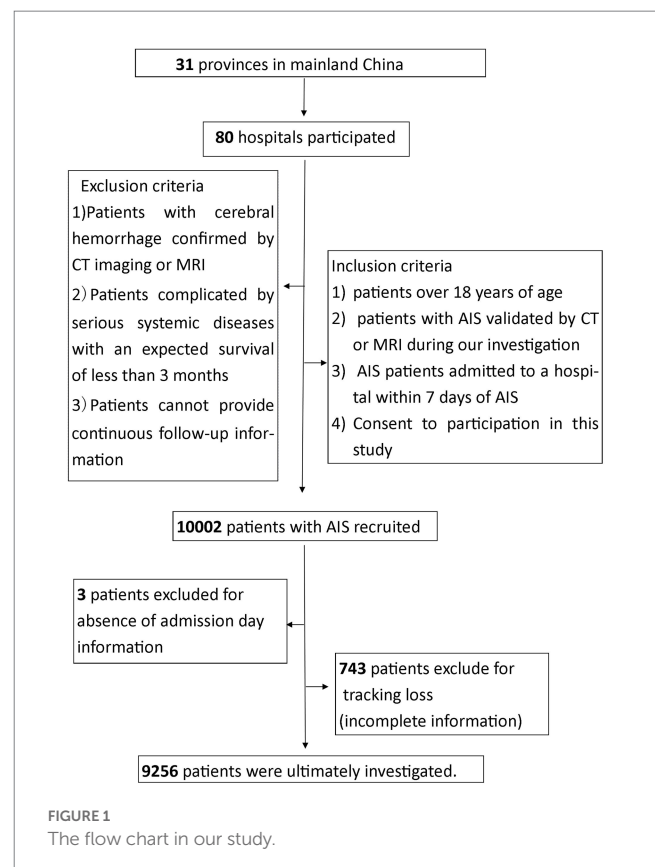 31 provinces in mainland China
80 hospitals participated
Exclusion criteria
1)Patients with cerebral
hemorrhage confirmed by
CT imaging or MRI
2）Patients complicated by
serious systemic diseases
with an expected survival
of less than 3 months
3）Patients cannot provide
continuous follow-up infor-
mation
Inclusion criteria
1) patients over 18 years of age
2) patients with AIS validated by CT
or MRI during our investigation
3) AIS patients admitted to a hospi-
tal within 7 days of AIS
4) Consent to participation in this
study
10002 patients with AIS recruited
3 patients excluded for
absence of admission day
information
743 patients exclude for
tracking loss
(incomplete information)
9256 patients were ultimately investigated.
FIGURE 1
The flow chart in our study.